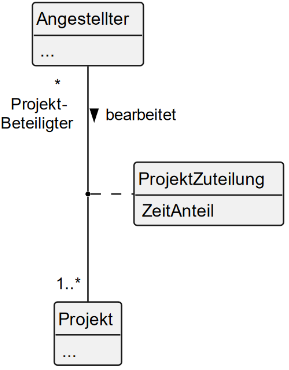 Angestellter
...
*
Projekt-
Beteiligter
bearbeitet
ProjektZuteilung
ZeitAnteil
1..*
Projekt
...